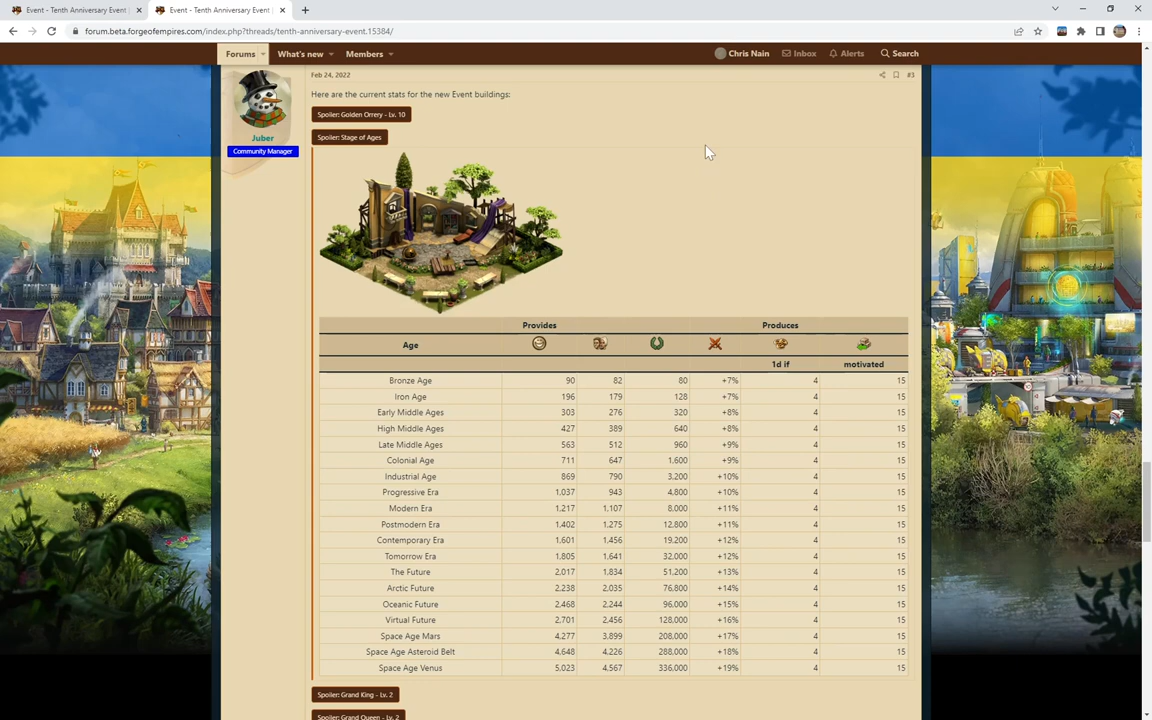 Event - Tenth Anniversary Event |
Event - Tenth Anniversary Event |
forum.beta.forgeofempires.com/index.php?threads/tenth-anniversary-event.15384/
Forums What's new Members Chris Nain Inbox Alerts Search
Feb 24, 2022 #3
Juber
Community Manager
Here are the current stats for the new Event buildings:
Spoiler: Golden Orrery - Lv. 10
Spoiler: Stage of Ages
Provides Produces
Age
1d if motivated
Bronze Age 90 82 80 +7% 4 15
Iron Age 196 179 128 +7% 4 15
Early Middle Ages 303 276 320 +8% 4 15
High Middle Ages 427 389 640 +8% 4 15
Late Middle Ages 563 512 960 +9% 4 15
Colonial Age 711 647 1,600 +9% 4 15
Industrial Age 869 790 3,200 +10% 4 15
Progressive Era 1,037 943 4,800 +10% 4 15
Modern Era 1,217 1,107 8,000 +11% 4 15
Postmodern Era 1,402 1,275 12,800 +11% 4 15
Contemporary Era 1,601 1,456 19,200 +12% 4 15
Tomorrow Era 1,805 1,641 32,000 +12% 4 15
The Future 2,017 1,834 51,200 +13% 4 15
Arctic Future 2,238 2,035 76,800 +14% 4 15
Oceanic Future 2,468 2,244 96,000 +15% 4 15
Virtual Future 2,701 2,456 128,000 +16% 4 15
Space Age Mars 4,277 3,899 208,000 +17% 4 15
Space Age Asteroid Belt 4,648 4,226 288,000 +18% 4 15
Space Age Venus 5,023 4,567 336,000 +19% 4 15
Spoiler: Grand King - Lv. 2
Spoiler: Grand Queen - Lv. 2